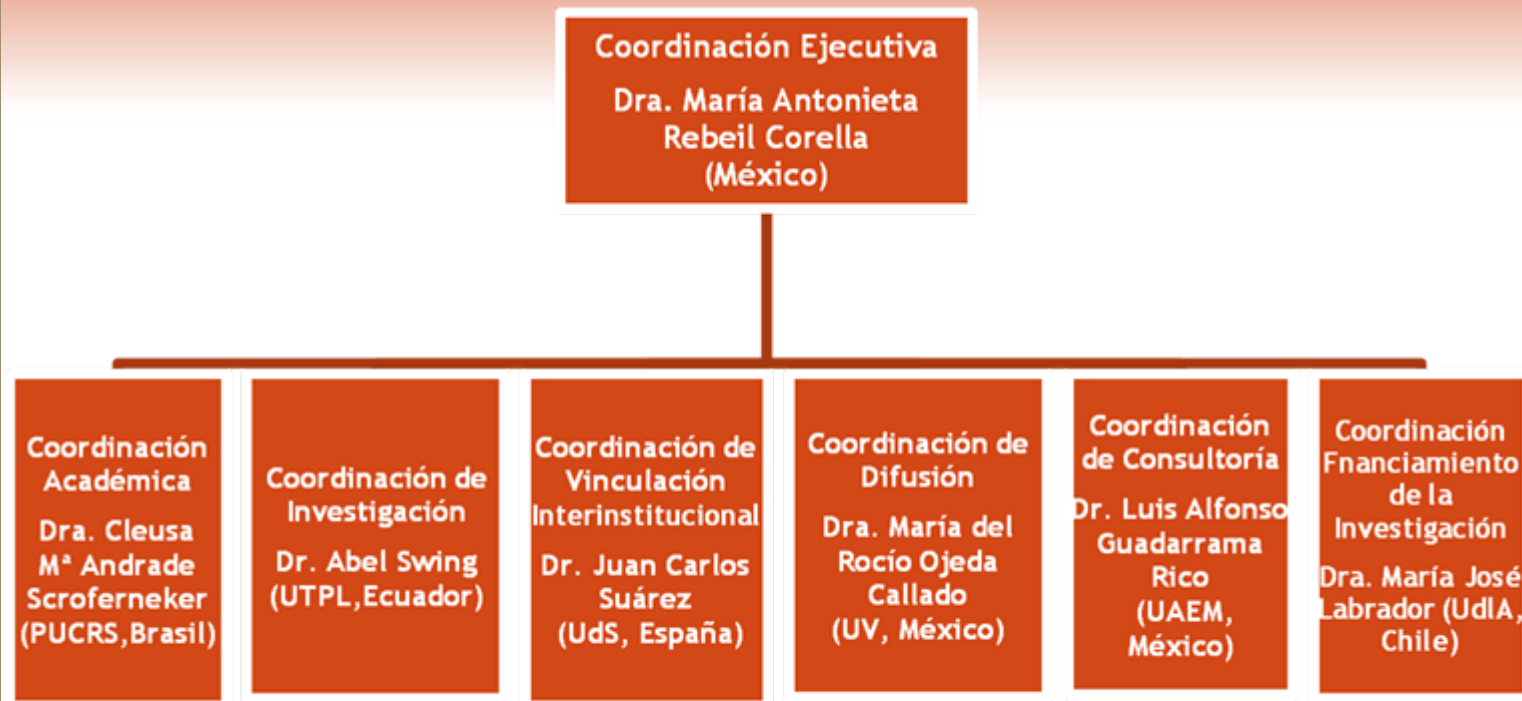 Coordinación Ejecutiva
Dra. María Antonieta
Rebeil Corella
(México)
Coordinación
Académica
Dra. Cleusa
Mª Andrade
Scroferneker
(PUCRS,Brasil)
Coordinación de
Investigación
Dr. Abel Swing
(UTPL,Ecuador)
Coordinación de
Vinculación
Interinstitucional
Dr. Juan Carlos
Suárez
(UdS, España)
Coordinación de
Difusión
Dra. María del
Rocío Ojeda
Callado
(UV, México)
Coordinación
de Consultoría
Dr. Luis Alfonso
Guadarrama
Rico
(UAEM,
México)
Coordinación
Fnanciamiento
de la
Investigación
Dra. María José
Labrador (UdlA,
Chile)